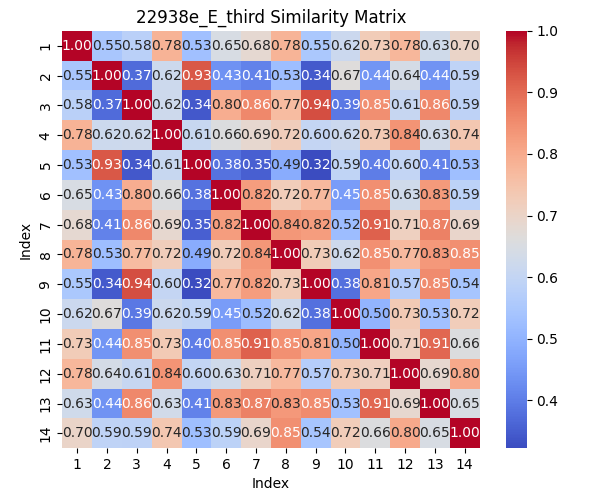 22938e_E_third Similarity Matrix
1 1.00 0.55 0.58 0.78 0.53 0.65 0.68 0.78 0.55 0.62 0.73 0.78 0.63 0.70
2 0.55 1.00 0.37 0.62 0.93 0.43 0.41 0.53 0.34 0.67 0.44 0.64 0.44 0.59
3 0.58 0.37 1.00 0.62 0.34 0.80 0.86 0.77 0.94 0.39 0.85 0.61 0.86 0.59
4 0.78 0.62 0.62 1.00 0.61 0.66 0.69 0.72 0.60 0.62 0.73 0.84 0.63 0.74
5 0.53 0.93 0.34 0.61 1.00 0.38 0.35 0.49 0.32 0.59 0.40 0.60 0.41 0.53
6 0.65 0.43 0.80 0.66 0.38 1.00 0.82 0.72 0.77 0.45 0.85 0.63 0.83 0.59
7 0.68 0.41 0.86 0.69 0.35 0.82 1.00 0.84 0.82 0.52 0.91 0.71 0.87 0.69
8 0.78 0.53 0.77 0.72 0.49 0.72 0.84 1.00 0.73 0.62 0.85 0.77 0.83 0.85
9 0.55 0.34 0.94 0.60 0.32 0.77 0.82 0.73 1.00 0.38 0.81 0.57 0.85 0.54
10 0.62 0.67 0.39 0.62 0.59 0.45 0.52 0.62 0.38 1.00 0.50 0.73 0.53 0.72
11 0.73 0.44 0.85 0.73 0.40 0.85 0.91 0.85 0.81 0.50 1.00 0.71 0.91 0.66
12 0.78 0.64 0.61 0.84 0.60 0.63 0.71 0.77 0.57 0.73 0.71 1.00 0.69 0.80
13 0.63 0.44 0.86 0.63 0.41 0.83 0.87 0.83 0.85 0.53 0.91 0.69 1.00 0.65
14 0.70 0.59 0.59 0.74 0.53 0.59 0.69 0.85 0.54 0.72 0.66 0.80 0.65 1.00
1 2 3 4 5 6 7 8 9 10 11 12 13 14
Index
Index
1.0
0.9
0.8
0.7
0.6
0.5
0.4